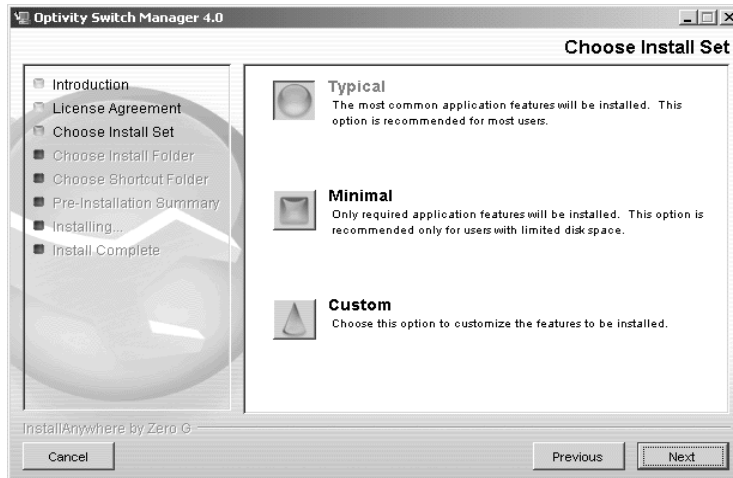 Optivity Switch Manager 4.0
Choose Install Set
Introduction
License Agreement
Choose Install Set
Choose Install Folder
Choose Shortcut Folder
Pre-Installation Summary
Installing...
Install Complete
Typical
The most common application features will be installed. This
option is recommended for most users.
Minimal
Only required application features will be installed. This option is
recommended only for users with limited disk space.
Custom
Choose this option to customize the features to be installed.
InstallAnywhere by Zero G
Cancel
Previous
Next